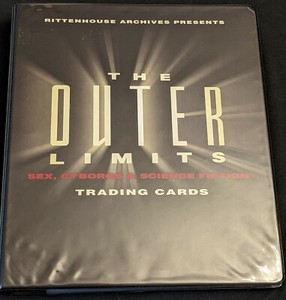 RITTENHOUSE ARCHIVES PRESENTS
THE
OUTER
LIMITS
SEX, CYBORGS & SCIENCE FICTION
TRADING CARDS